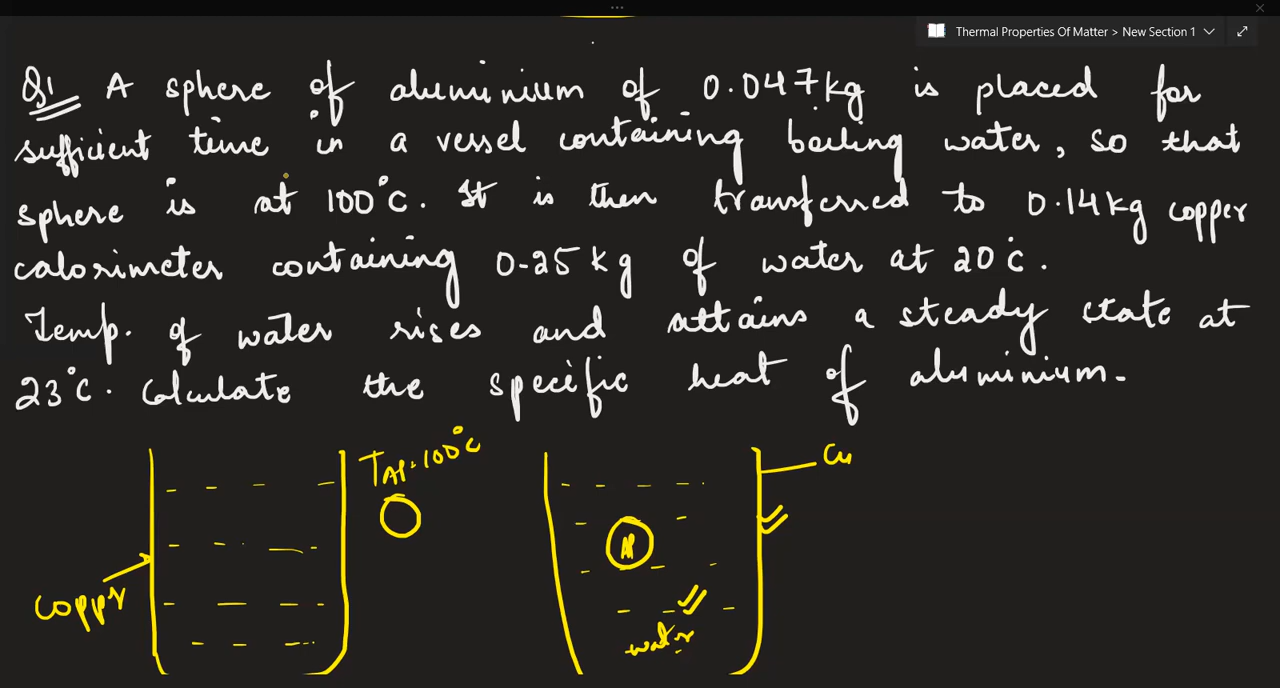 Thermal Properties Of Matter > New Section 1
Q1 A sphere of aluminium of 0.047kg is placed for
sufficient time in a vessel containing boiling water, so that
sphere is at 100°C. It is then transferred to 0.14kg copper
calorimeter containing 0.25kg of water at 20°C.
Temp. of water rises and attains a steady state at
23°C. Calculate the specific heat of aluminium.
TAl=100°C
Cu
Al
Copper
water